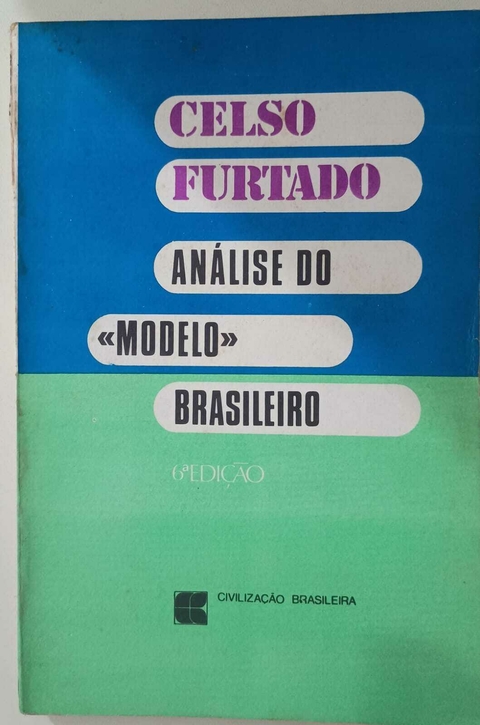 CELSO
FURTADO
ANÁLISE DO
«MODELO»
BRASILEIRO
6ª EDIÇÃO
CIVILIZAÇÃO BRASILEIRA